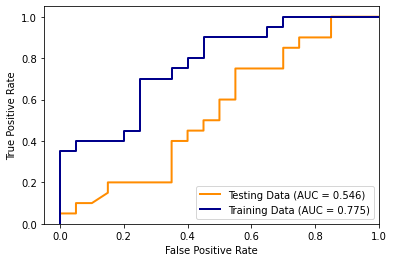 1.0
0.8
0.6
0.4
0.2
0.0
True Positive Rate
Testing Data (AUC = 0.546)
Training Data (AUC = 0.775)
0.0 0.2 0.4 0.6 0.8 1.0
False Positive Rate